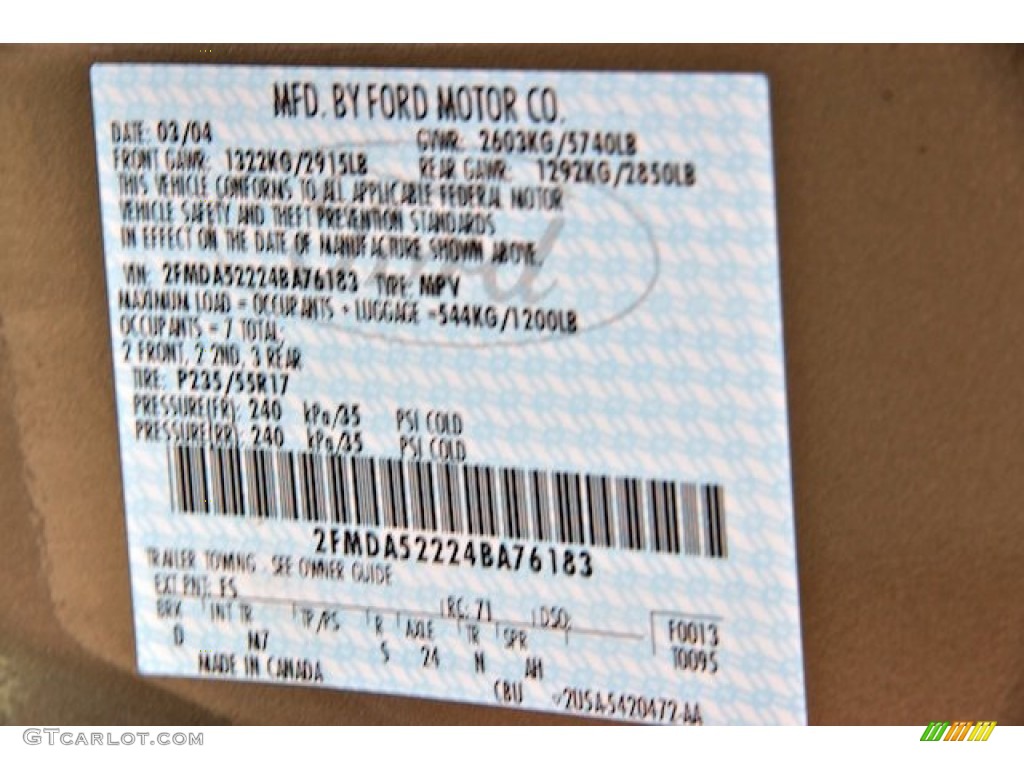 MFD. BY FORD MOTOR CO.
DATE: 03/04 GVWR: 2603KG/5740LB
FRONT GAWR: 1322KG/2915LB REAR GAWR: 1292KG/2850LB
THIS VEHICLE CONFORMS TO ALL APPLICABLE FEDERAL MOTOR
VEHICLE SAFETY AND THEFT PREVENTION STANDARDS
IN EFFECT ON THE DATE OF MANUFACTURE SHOWN ABOVE.
VIN: 2FMDA52224BA76183 TYPE: MPV
MAXIMUM LOAD = OCCUPANTS + LUGGAGE =544KG/1200LB
OCCUPANTS = 7 TOTAL;
2 FRONT, 2 2ND, 3 REAR
TIRE: P235/55R17
PRESSURE(FR): 240 kPa/35 PSI COLD
PRESSURE(RR): 240 kPa/35 PSI COLD
2FMDA52224BA76183
TRAILER TOWING - SEE OWNER GUIDE
EXT PNT: FS RC: 71 DSO:
BRK INT TR TP/PS R AXLE TR SPR F0013
D N7 S 24 N AH T0095
MADE IN CANADA
CBU 2U5A-5420472-AA
GTCarLot.com